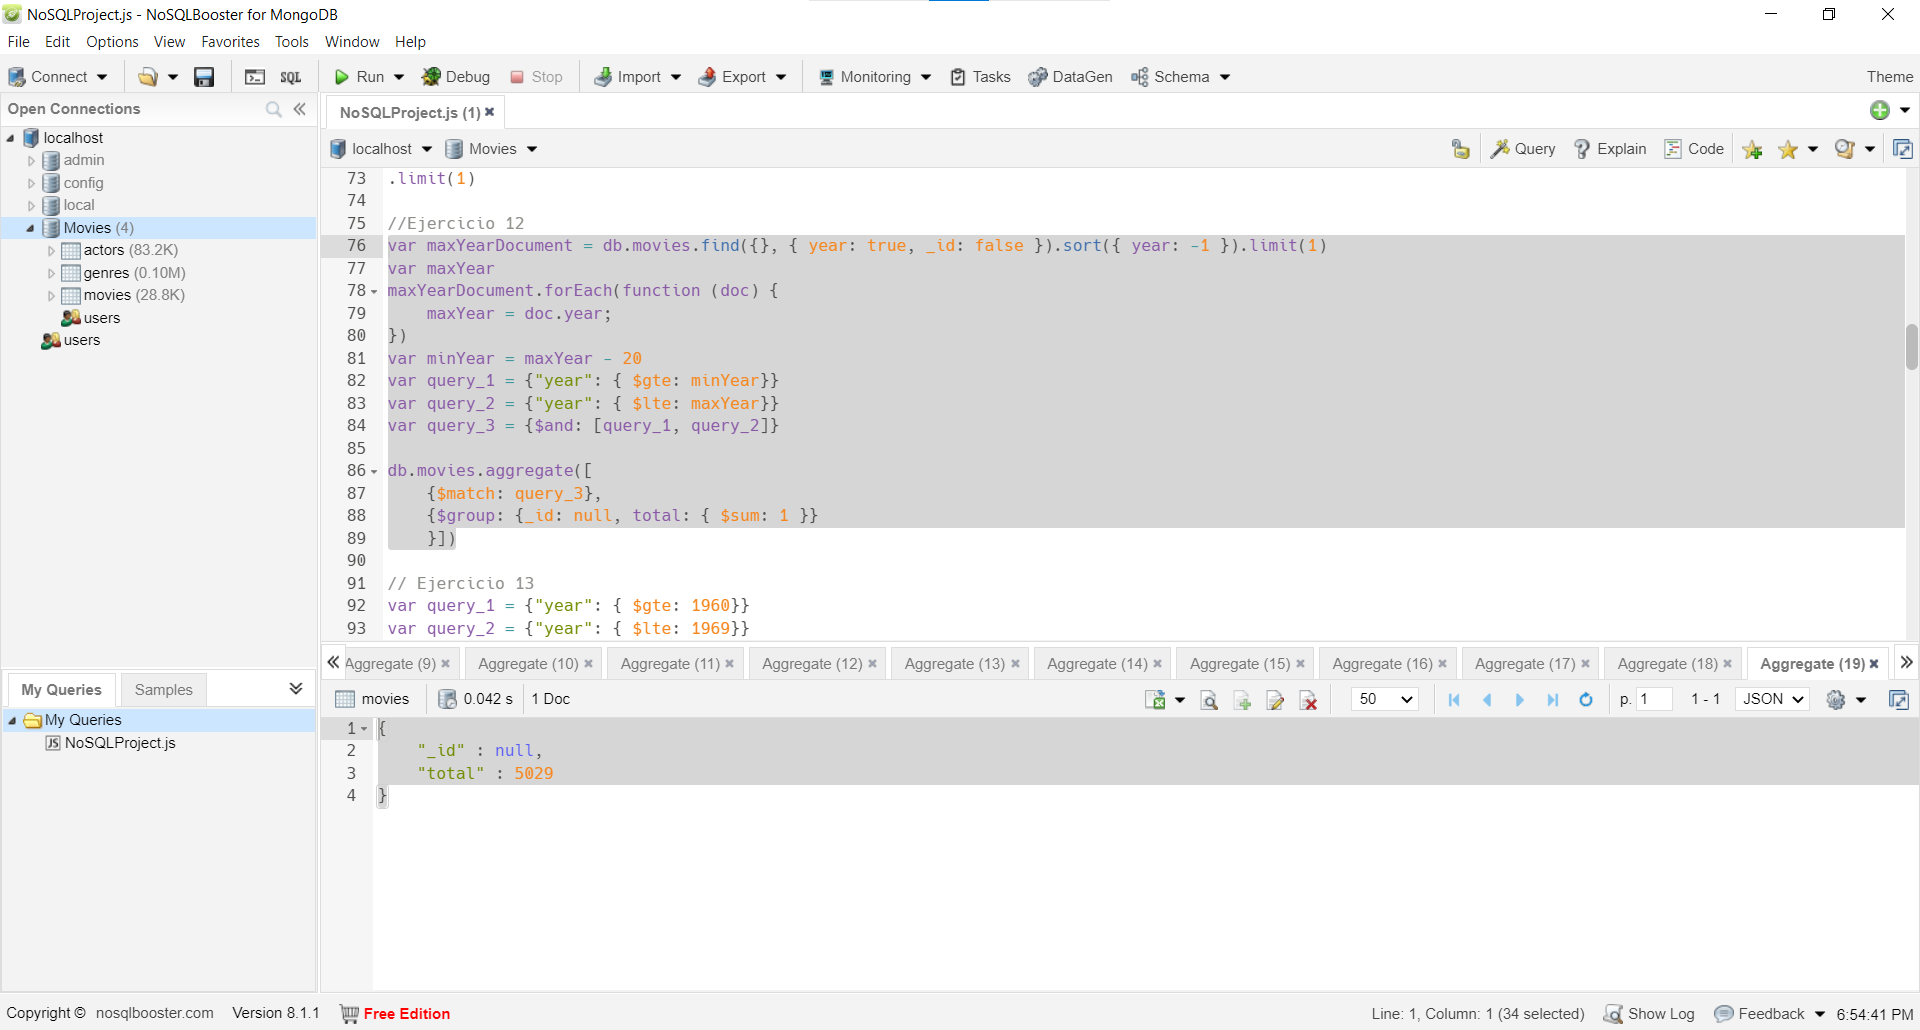 NoSQLProject.js - NoSQLBooster for MongoDB
File Edit Options View Favorites Tools Window Help
Connect SQL Run Debug Stop Import Export Monitoring Tasks DataGen Schema Theme
Open Connections
NoSQLProject.js (1)
localhost
admin
config
local
Movies (4)
actors (83.2K)
genres (0.10M)
movies (28.8K)
users
users
localhost Movies Query Explain Code
73 .limit(1)
74
75 //Ejercicio 12
76 var maxYearDocument = db.movies.find({}, { year: true, _id: false }).sort({ year: -1 }).limit(1)
77 var maxYear
78 maxYearDocument.forEach(function (doc) {
79 maxYear = doc.year;
80 })
81 var minYear = maxYear - 20
82 var query_1 = {"year": { $gte: minYear}}
83 var query_2 = {"year": { $lte: maxYear}}
84 var query_3 = {$and: [query_1, query_2]}
85
86 db.movies.aggregate([
87 {$match: query_3},
88 {$group: {_id: null, total: { $sum: 1 }}
89 }])
90
91 // Ejercicio 13
92 var query_1 = {"year": { $gte: 1960}}
93 var query_2 = {"year": { $lte: 1969}}
Aggregate (9) Aggregate (10) Aggregate (11) Aggregate (12) Aggregate (13) Aggregate (14) Aggregate (15) Aggregate (16) Aggregate (17) Aggregate (18) Aggregate (19)
movies 0.042 s 1 Doc 50 p. 1 1 - 1 JSON
1 {
2 "_id" : null,
3 "total" : 5029
4 }
My Queries Samples
My Queries
JS NoSQLProject.js
Copyright © nosqlbooster.com Version 8.1.1 Free Edition Line: 1, Column: 1 (34 selected) Show Log Feedback 6:54:41 PM